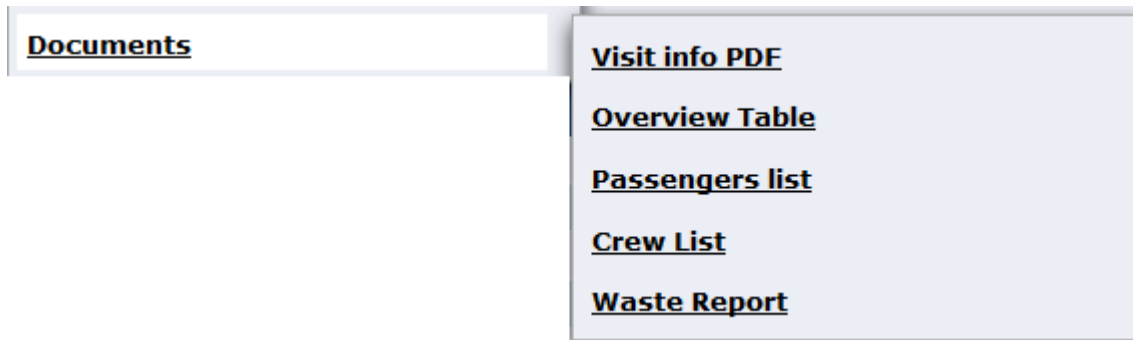 Documents
Visit info PDF
Overview Table
Passengers list
Crew List
Waste Report